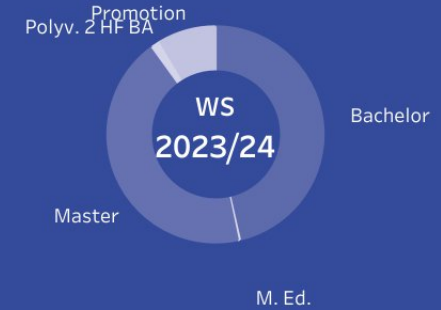 Promotion
Polyv. 2 HF BA
WS
2023/24
Bachelor
Master
M. Ed.